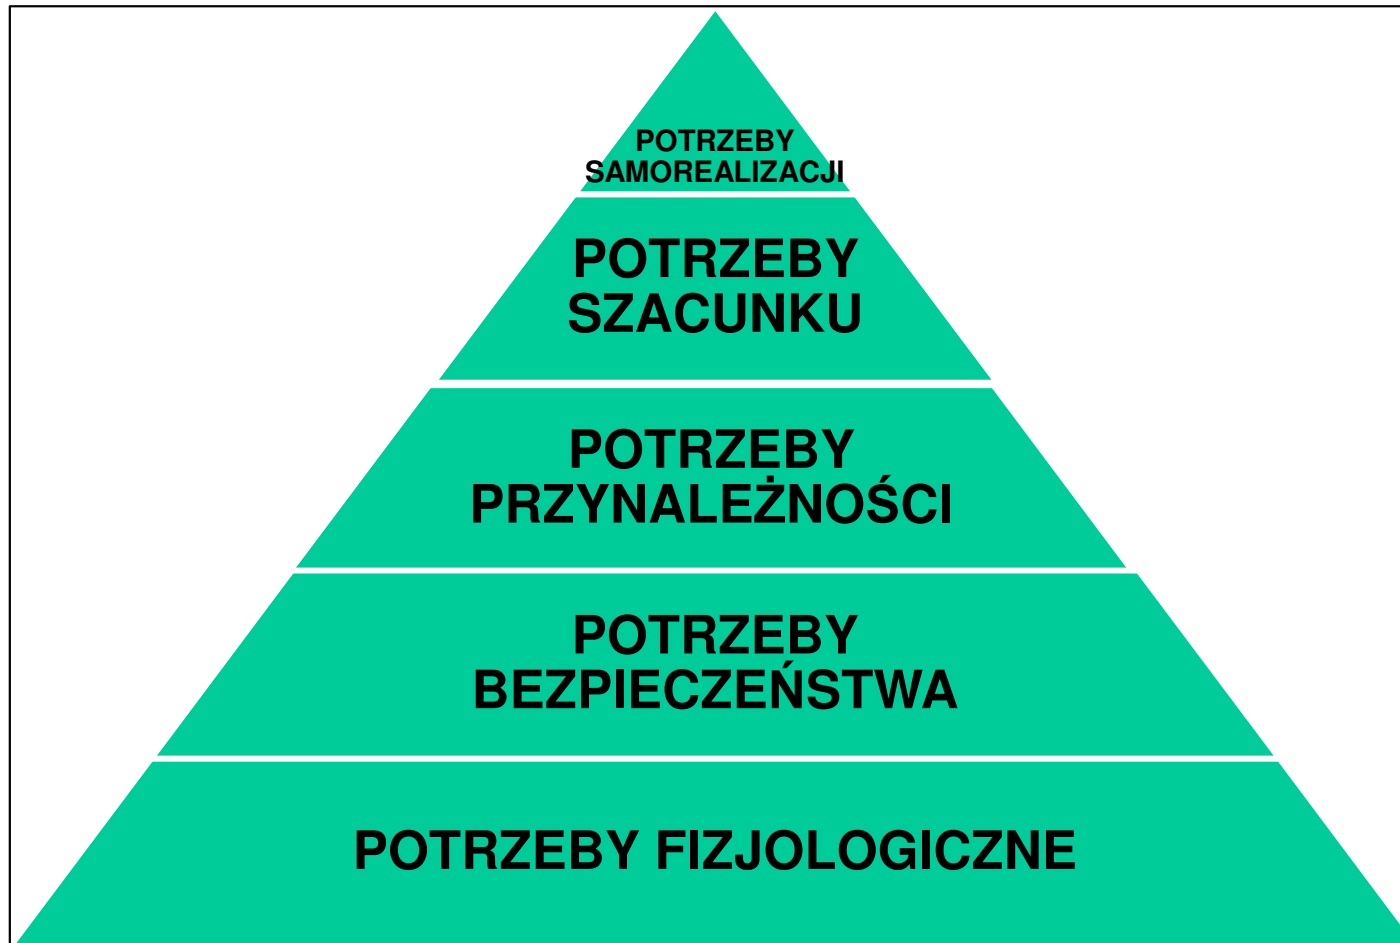 POTRZEBY
SAMOREALIZACJI
POTRZEBY
SZACUNKU
POTRZEBY
PRZYNALEŻNOŚCI
POTRZEBY
BEZPIECZEŃSTWA
POTRZEBY FIZJOLOGICZNE